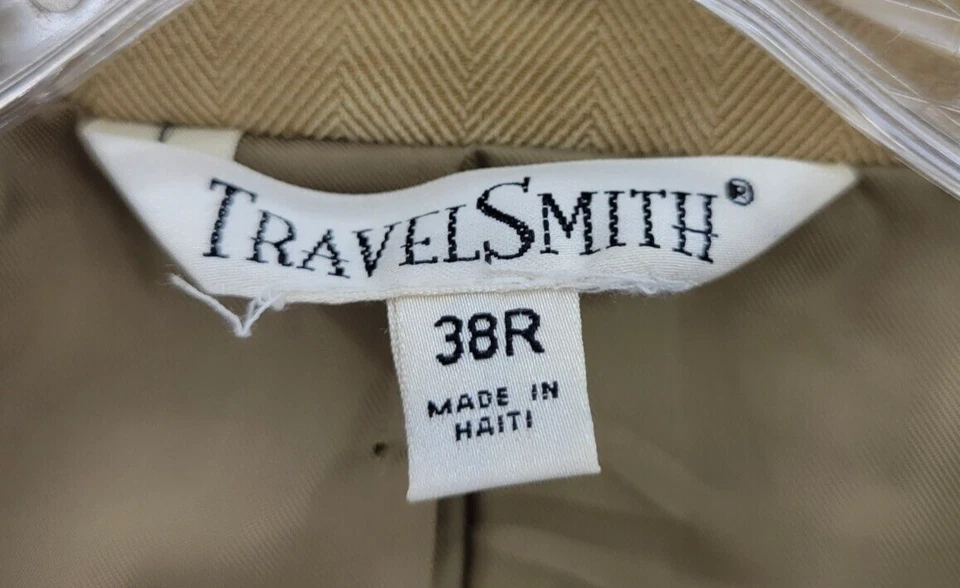 TRAVELSMITH®
38R
MADE IN
HAITI